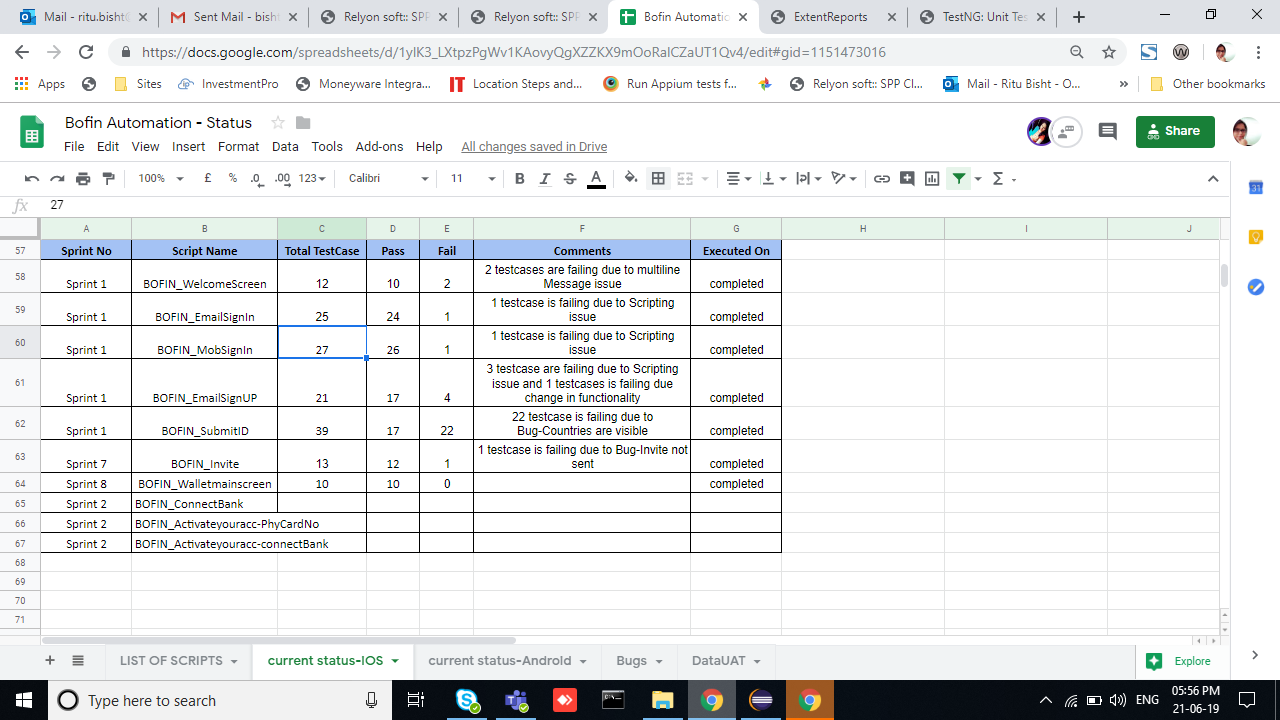 Mail - ritu.bisht@
Sent Mail - bish
Relyon soft:: SPP
Relyon soft:: SPP
Bofin Automatic
ExtentReports
TestNG: Unit Tes
https://docs.google.com/spreadsheets/d/1ylK3_LXtpzPgWv1KAovyQgXZZKX9mOoRalCZaUT1Qv4/edit#gid=1151473016
Apps
Sites
InvestmentPro
Moneyware Integra...
Location Steps and...
Run Appium tests f...
Relyon soft:: SPP Cl...
Mail - Ritu Bisht - O...
Other bookmarks
Bofin Automation - Status
Share
File Edit View Insert Format Data Tools Add-ons Help All changes saved in Drive
100% £ % .0 .00 123 Calibri 11 B I S A
fx 27
A B C D E F G H I J
57 Sprint No Script Name Total TestCase Pass Fail Comments Executed On
58 Sprint 1 BOFIN_WelcomeScreen 12 10 2 2 testcases are failing due to multiline
Message issue completed
59 Sprint 1 BOFIN_EmailSignIn 25 24 1 1 testcase is failing due to Scripting
issue completed
60 Sprint 1 BOFIN_MobSignIn 27 26 1 1 testcase is failing due to Scripting
issue completed
61 Sprint 1 BOFIN_EmailSignUP 21 17 4 3 testcase are failing due to Scripting
issue and 1 testcases is failing due
change in functionality completed
62 Sprint 1 BOFIN_SubmitID 39 17 22 22 testcase is failing due to
Bug-Countries are visible completed
63 Sprint 7 BOFIN_Invite 13 12 1 1 testcase is failing due to Bug-Invite not
sent completed
64 Sprint 8 BOFIN_Walletmainscreen 10 10 0 completed
65 Sprint 2 BOFIN_ConnectBank
66 Sprint 2 BOFIN_Activateyouracc-PhyCardNo
67 Sprint 2 BOFIN_Activateyouracc-connectBank
68
69
70
71
LIST OF SCRIPTS current status-IOS current status-Android Bugs DataUAT Explore
Type here to search
ENG
05:56 PM
21-06-19